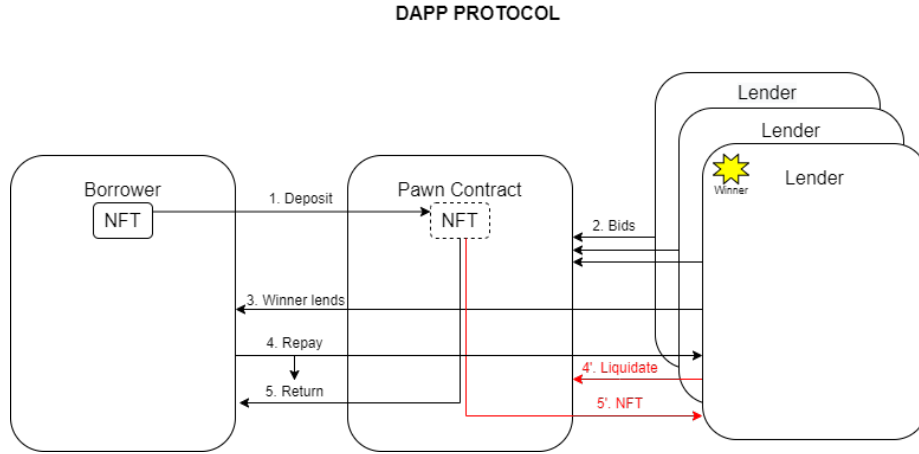 DAPP PROTOCOL
Lender
Lender
Lender
Winner
Borrower
NFT
1. Deposit
Pawn Contract
NFT
2. Bids
3. Winner lends
4. Repay
4'. Liquidate
5. Return
5'. NFT